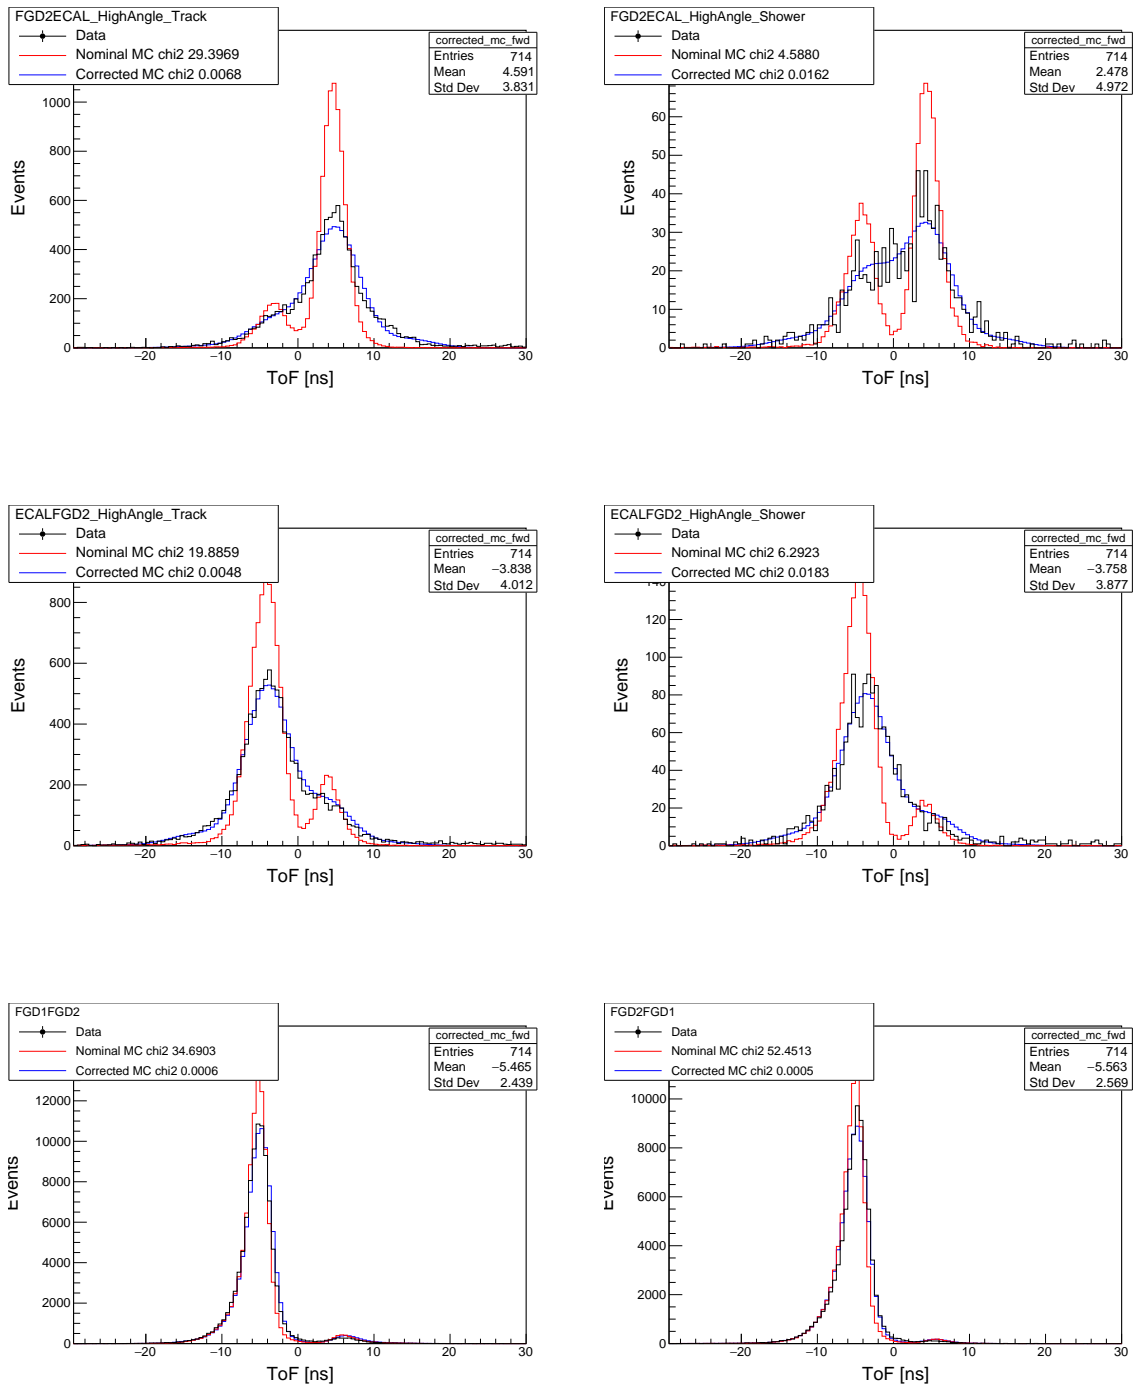 FGD2ECAL_HighAngle_Track
Data
Nominal MC chi2 29.3969
Corrected MC chi2 0.0068
corrected_mc_fwd
Entries 714
Mean 4.591
Std Dev 3.831
Events
1000
800
600
400
200
0
−20 −10 0 10 20 30
ToF [ns]
FGD2ECAL_HighAngle_Shower
Data
Nominal MC chi2 4.5880
Corrected MC chi2 0.0162
corrected_mc_fwd
Entries 714
Mean 2.478
Std Dev 4.972
Events
60
50
40
30
20
10
0
−20 −10 0 10 20 30
ToF [ns]
ECALFGD2_HighAngle_Track
Data
Nominal MC chi2 19.8859
Corrected MC chi2 0.0048
corrected_mc_fwd
Entries 714
Mean −3.838
Std Dev 4.012
Events
800
600
400
200
0
−20 −10 0 10 20 30
ToF [ns]
ECALFGD2_HighAngle_Shower
Data
Nominal MC chi2 6.2923
Corrected MC chi2 0.0183
corrected_mc_fwd
Entries 714
Mean −3.758
Std Dev 3.877
Events
140
120
100
80
60
40
20
0
−20 −10 0 10 20 30
ToF [ns]
FGD1FGD2
Data
Nominal MC chi2 34.6903
Corrected MC chi2 0.0006
corrected_mc_fwd
Entries 714
Mean −5.465
Std Dev 2.439
Events
12000
10000
8000
6000
4000
2000
0
−20 −10 0 10 20 30
ToF [ns]
FGD2FGD1
Data
Nominal MC chi2 52.4513
Corrected MC chi2 0.0005
corrected_mc_fwd
Entries 714
Mean −5.563
Std Dev 2.569
Events
10000
8000
6000
4000
2000
0
−20 −10 0 10 20 30
ToF [ns]